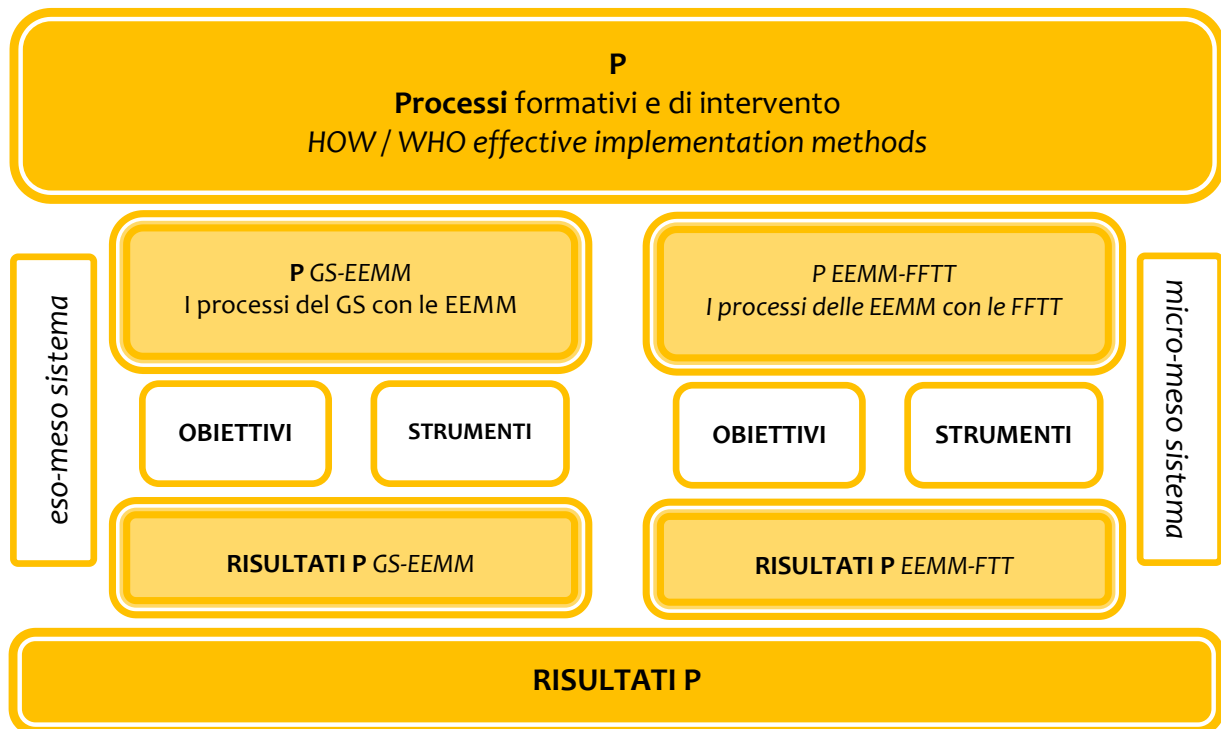 P
Processi formativi e di intervento
HOW / WHO effective implementation methods
eso-meso sistema
P GS-EEMM
I processi del GS con le EEMM
P EEMM-FFTT
I processi delle EEMM con le FFTT
micro-meso sistema
OBIETTIVI
STRUMENTI
OBIETTIVI
STRUMENTI
RISULTATI P GS-EEMM
RISULTATI P EEMM-FTT
RISULTATI P